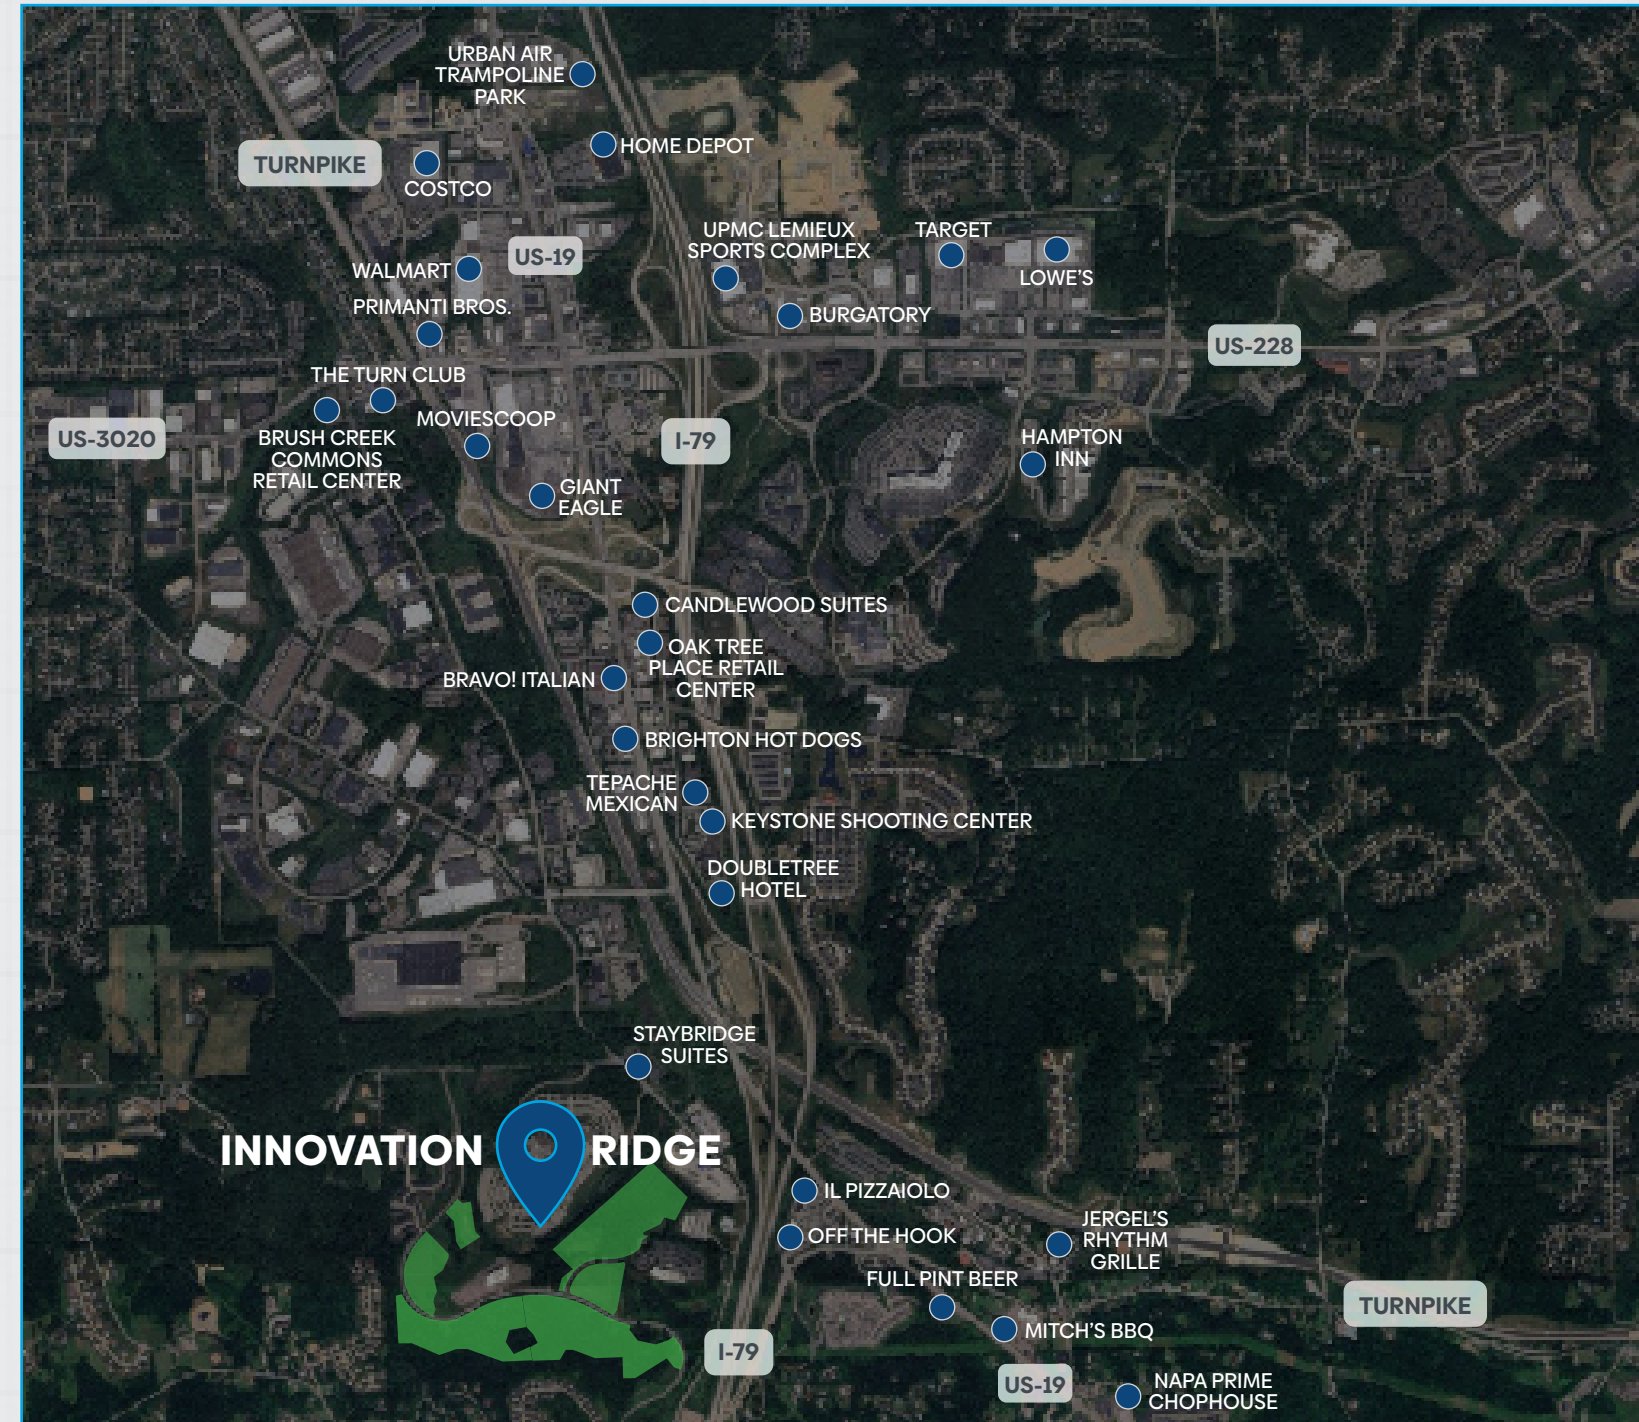 URBAN AIR
TRAMPOLINE
PARK
HOME DEPOT
TURNPIKE
COSTCO
UPMC LEMIEUX
SPORTS COMPLEX
TARGET
US-19
WALMART
LOWE'S
PRIMANTI BROS.
BURGATORY
US-228
THE TURN CLUB
MOVIESCOOP
US-3020
BRUSH CREEK
COMMONS
RETAIL CENTER
I-79
HAMPTON
INN
GIANT
EAGLE
CANDLEWOOD SUITES
OAK TREE
PLACE RETAIL
CENTER
BRAVO! ITALIAN
BRIGHTON HOT DOGS
TEPACHE
MEXICAN
KEYSTONE SHOOTING CENTER
DOUBLETREE
HOTEL
STAYBRIDGE
SUITES
INNOVATION RIDGE
IL PIZZAIOLO
OFF THE HOOK
JERGEL'S
RHYTHM
GRILLE
FULL PINT BEER
TURNPIKE
MITCH'S BBQ
I-79
US-19
NAPA PRIME
CHOPHOUSE